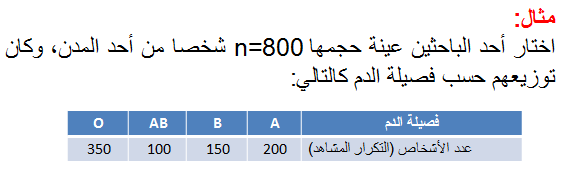 مثال:
اختار أحد الباحثين عينة حجمها n=800 شخصا من أحد المدن، وكان
توزيعهم حسب فصيلة الدم كالتالي:
فصيلة الدم A B AB O
عدد الأشخاص (التكرار المشاهد) 200 150 100 350